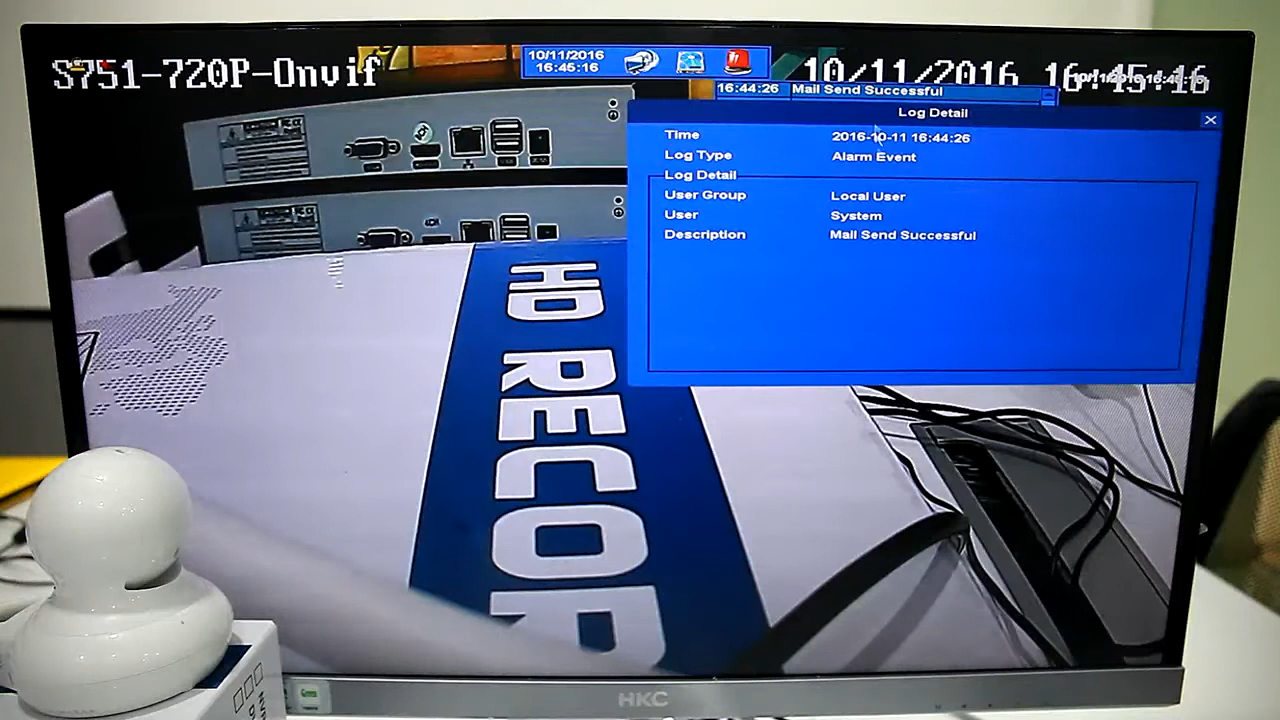 S751-720P-Onvif
10/11/2016
16:45:16
10/11/2016 16:45:16
16:44:26 Mail Send Successful
Log Detail
Time 2016-10-11 16:44:26
Log Type Alarm Event
Log Detail
User Group Local User
User System
Description Mail Send Successful
HD RECOR
HKC